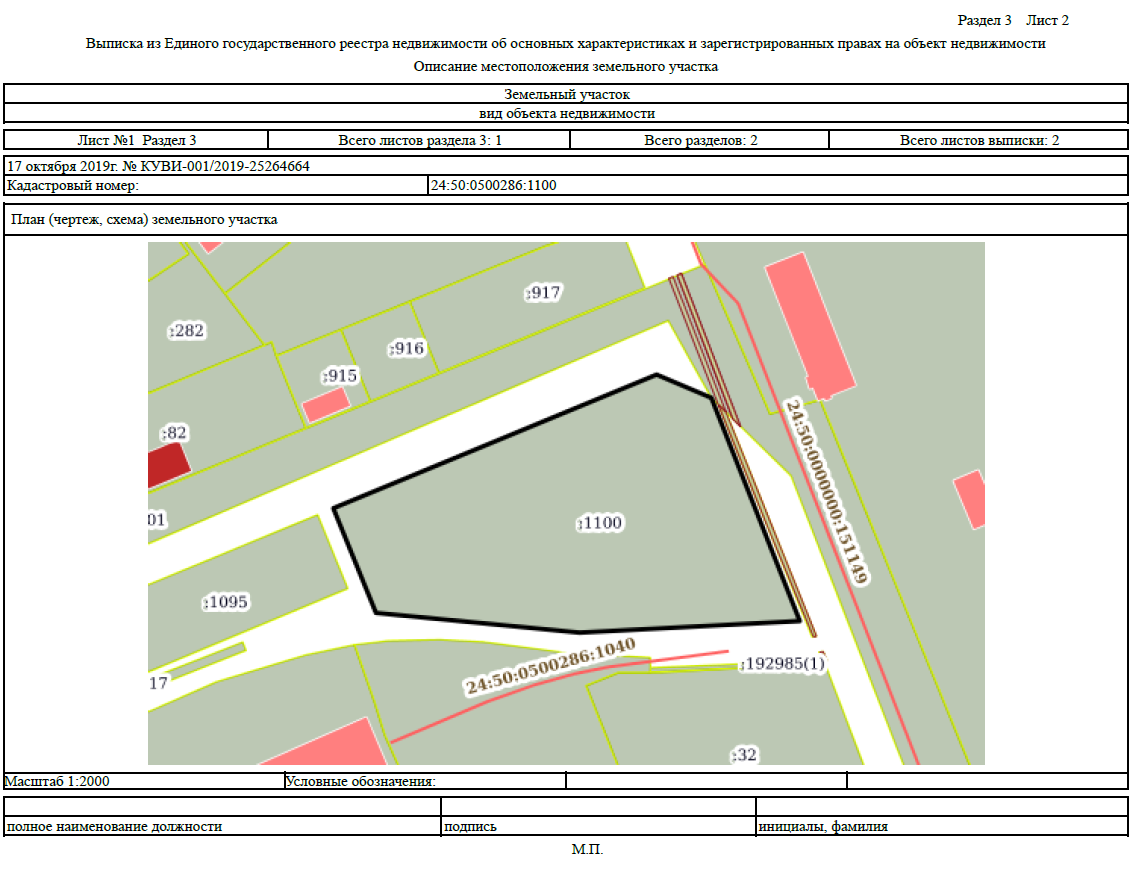 Раздел 3 Лист 2
Выписка из Единого государственного реестра недвижимости об основных характеристиках и зарегистрированных правах на объект недвижимости
Описание местоположения земельного участка
Земельный участок
вид объекта недвижимости
Лист №1 Раздел 3 Всего листов раздела 3: 1 Всего разделов: 2 Всего листов выписки: 2
17 октября 2019г. № КУВИ-001/2019-25264664
Кадастровый номер: 24:50:0500286:1100
План (чертеж, схема) земельного участка
:917
:282
:916
:915
:82
01
:1100
24:50:0000000:151149
:1095
24:50:0500286:1040
:192985(1)
17
:32
Масштаб 1:2000 Условные обозначения:
полное наименование должности подпись инициалы, фамилия
М.П.